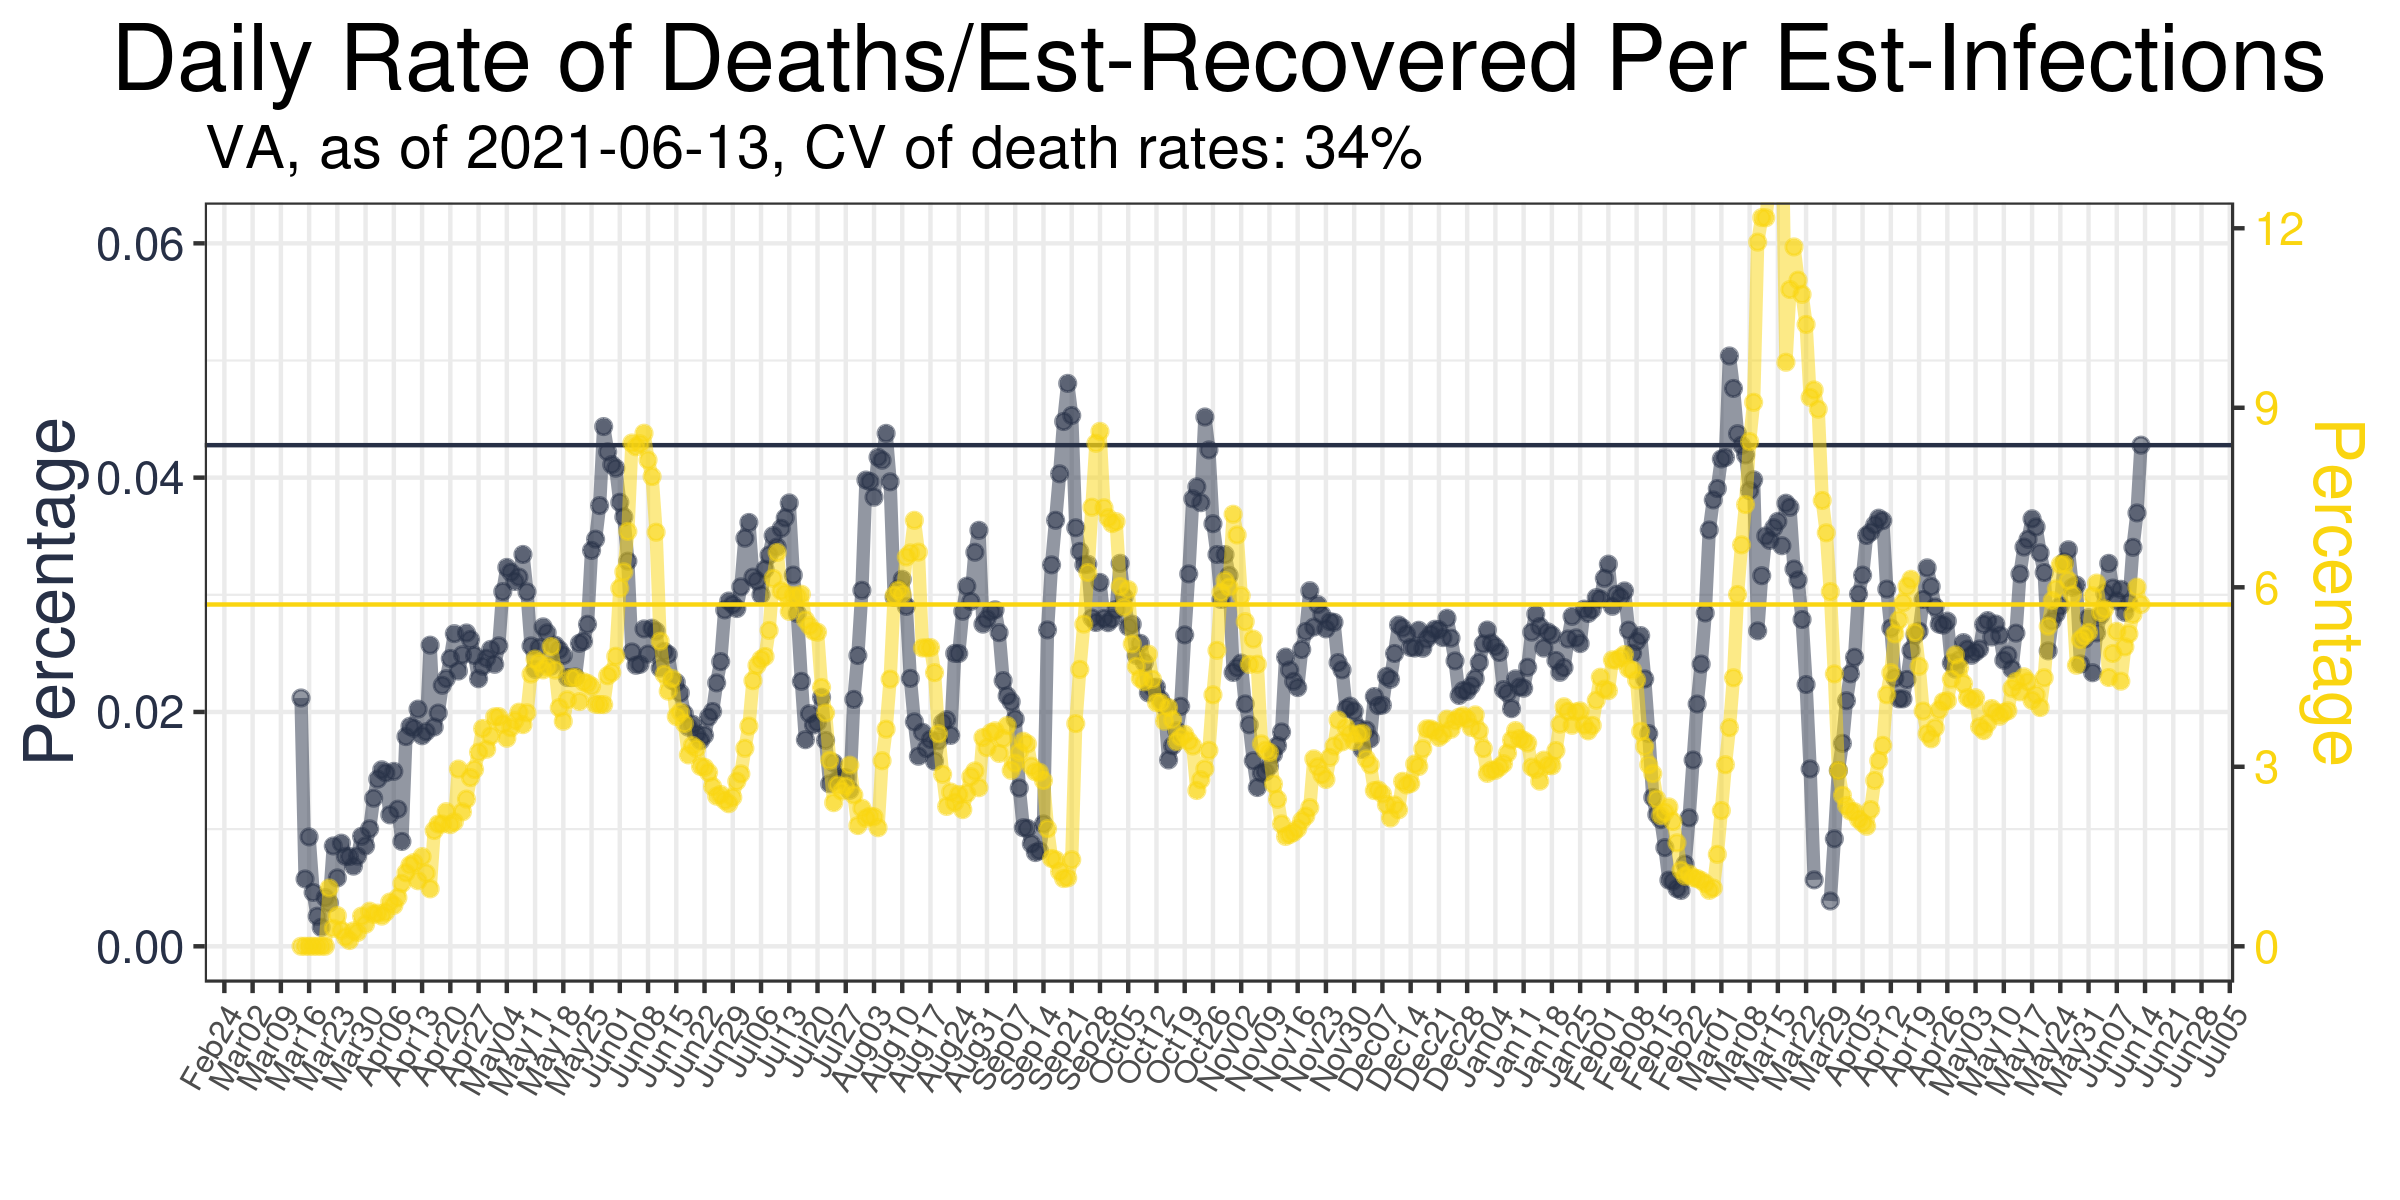 Daily Rate of Deaths/Est-Recovered Per Est-Infections
VA, as of 2021-06-13, CV of death rates: 34%
Percentage
0.06
0.04
0.02
0.00
12
9
6
3
0
Percentage
Feb24
Mar02
Mar09
Mar16
Mar23
Mar30
Apr06
Apr13
Apr20
Apr27
May04
May11
May18
May25
Jun01
Jun08
Jun15
Jun22
Jun29
Jul06
Jul13
Jul20
Jul27
Aug03
Aug10
Aug17
Aug24
Aug31
Sep07
Sep14
Sep21
Sep28
Oct05
Oct12
Oct19
Oct26
Nov02
Nov09
Nov16
Nov23
Nov30
Dec07
Dec14
Dec21
Dec28
Jan04
Jan11
Jan18
Jan25
Feb01
Feb08
Feb15
Feb22
Mar01
Mar08
Mar15
Mar22
Mar29
Apr05
Apr12
Apr19
Apr26
May03
May10
May17
May24
May31
Jun07
Jun14
Jun21
Jun28
Jul05